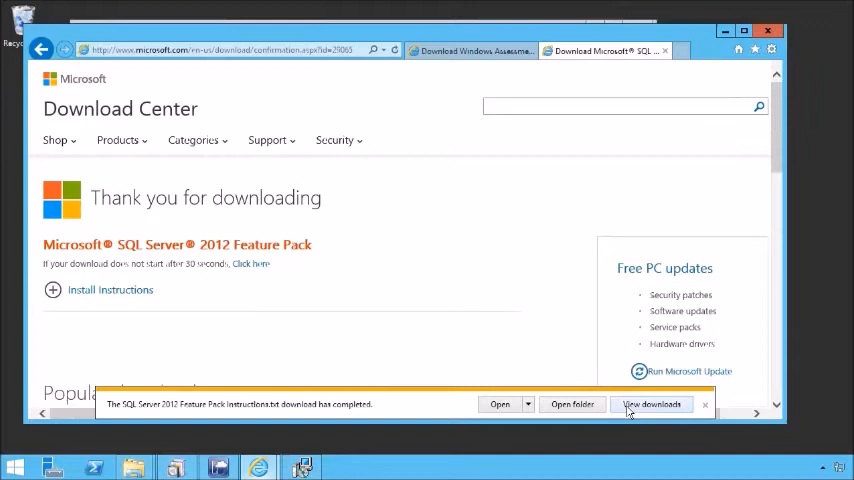 Recyc
http://www.microsoft.com/en-us/download/confirmation.aspx?id=29065
Download Windows Assessme...
Download Microsoft® SQL ...
Microsoft
Download Center
Shop Products Categories Support Security
Thank you for downloading
Microsoft® SQL Server® 2012 Feature Pack
If your download does not start after 30 seconds, Click here
Install Instructions
Free PC updates
Security patches
Software updates
Service packs
Hardware drivers
Run Microsoft Update
The SQL Server 2012 Feature Pack Instructions.txt download has completed.
Open
Open folder
View downloads